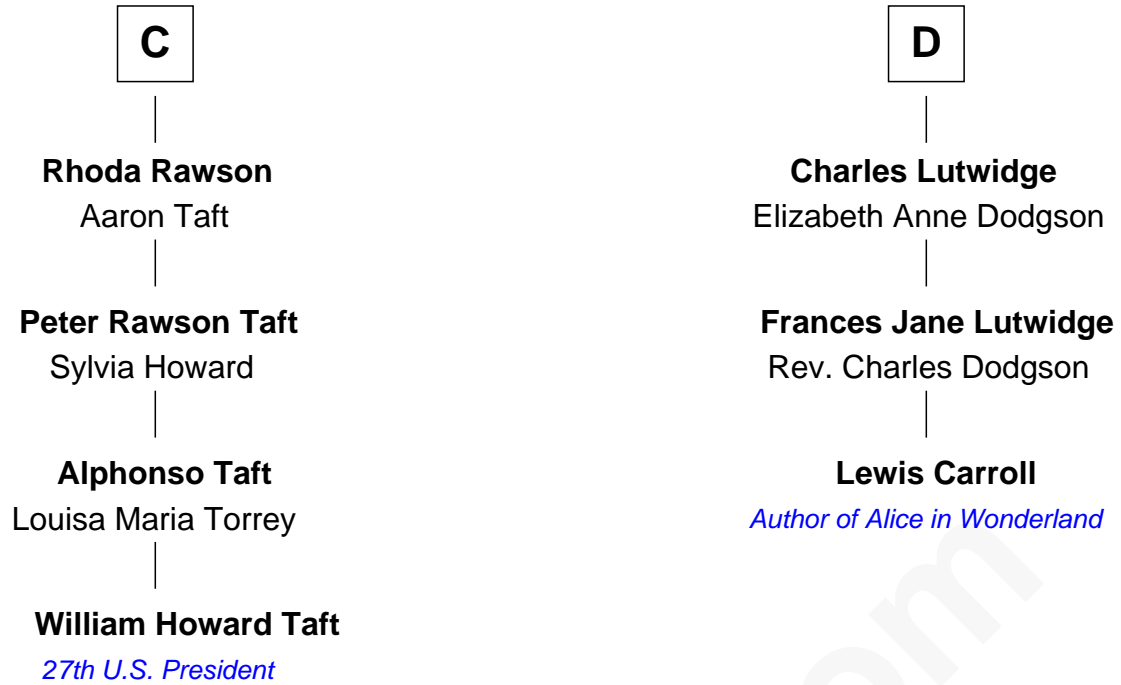 C
Rhoda Rawson
Aaron Taft
Peter Rawson Taft
Sylvia Howard
Alphonso Taft
Louisa Maria Torrey
William Howard Taft
27th U.S. President
D
Charles Lutwidge
Elizabeth Anne Dodgson
Frances Jane Lutwidge
Rev. Charles Dodgson
Lewis Carroll
Author of Alice in Wonderland
om